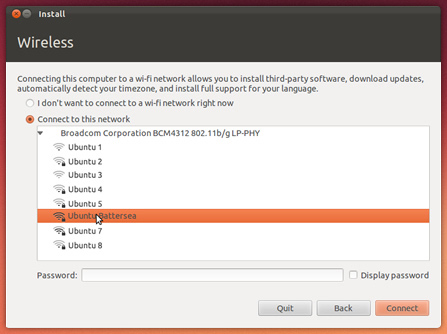 Install
Wireless
Connecting this computer to a wi-fi network allows you to install third-party software, download updates,
automatically detect your timezone, and install full support for your language.
I don't want to connect to a wi-fi network right now
Connect to this network
Broadcom Corporation BCM4312 802.11b/g LP-PHY
Ubuntu 1
Ubuntu 2
Ubuntu 3
Ubuntu 4
Ubuntu 5
Ubuntu Battersea
Ubuntu 7
Ubuntu 8
Password:
Display password
Quit
Back
Connect